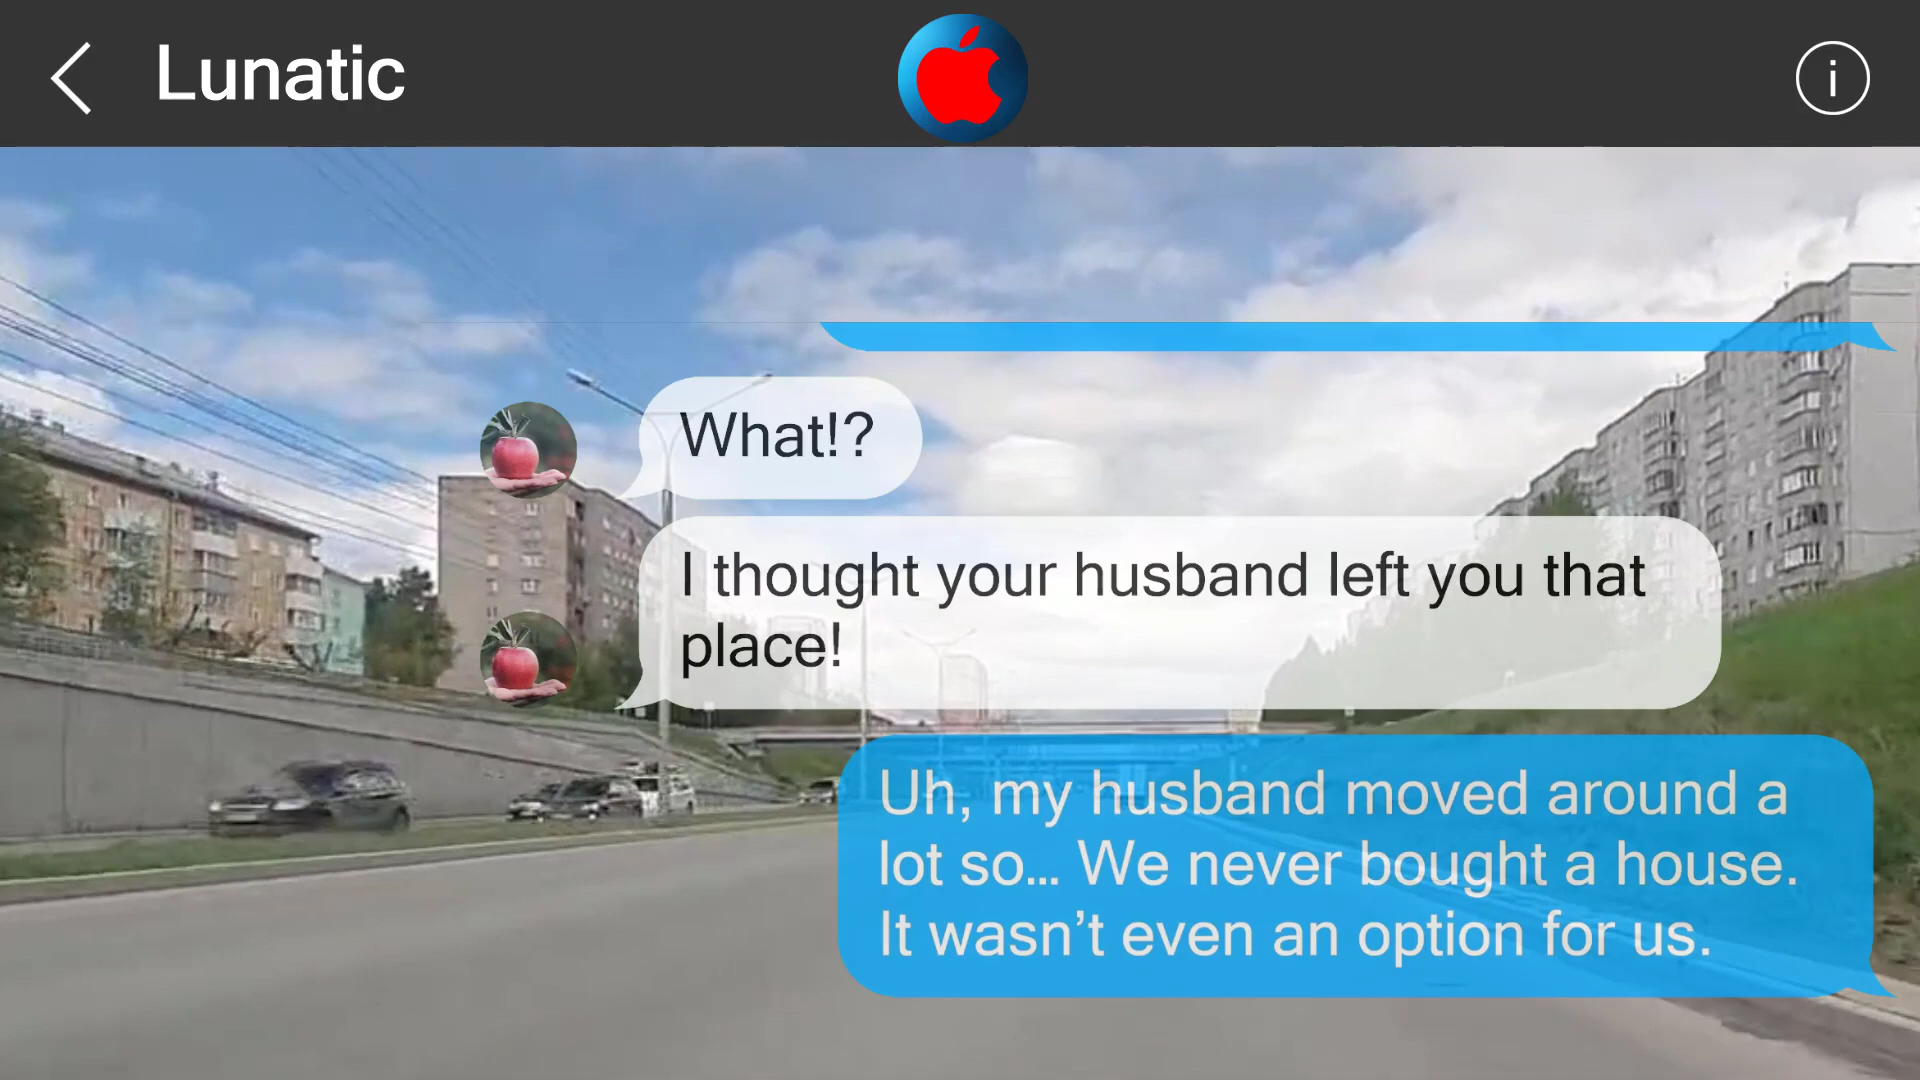 Lunatic
What!?
I thought your husband left you that
place!
Uh, my husband moved around a
lot so... We never bought a house.
It wasn’t even an option for us.